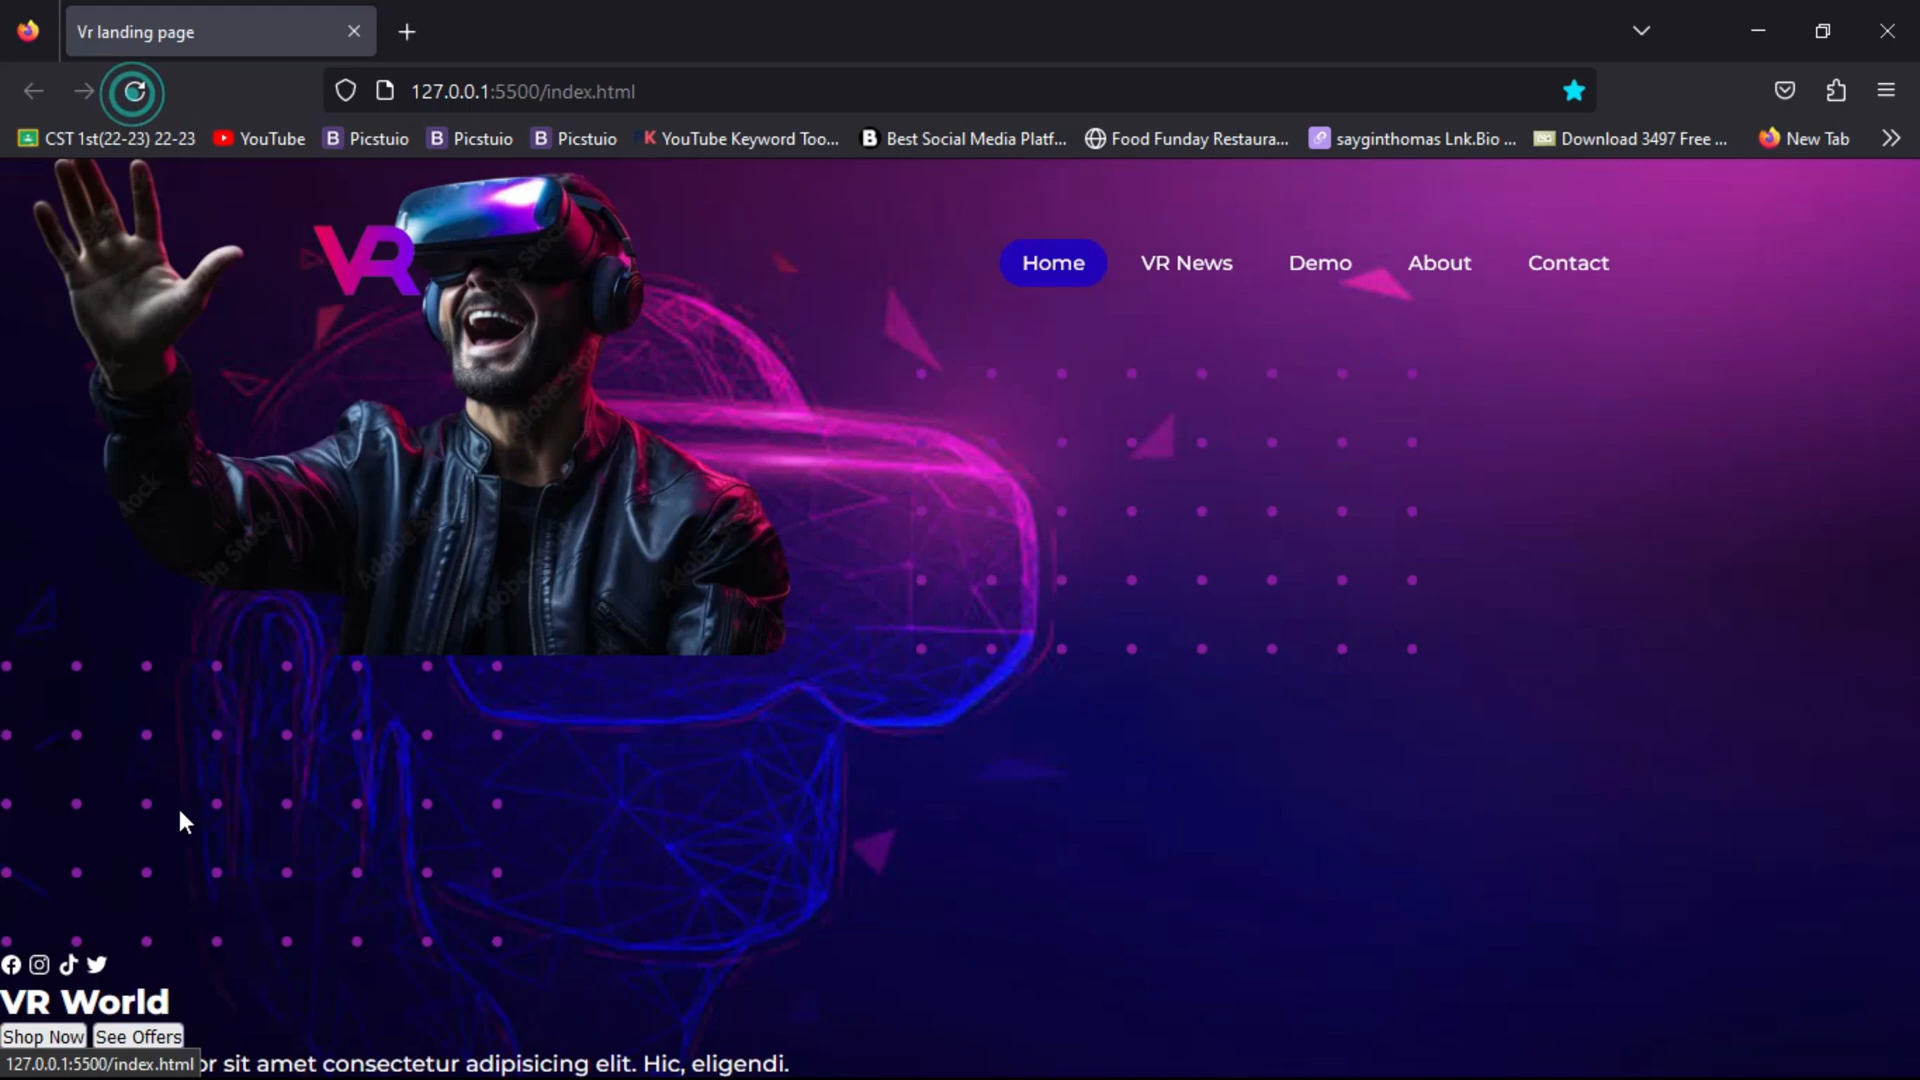 Vr landing page
127.0.0.1:5500/index.html
CST 1st(22-23) 22-23
YouTube
Picstuio
Picstuio
Picstuio
YouTube Keyword Too...
Best Social Media Platf...
Food Funday Restaura...
sayginthomas Lnk.Bio ...
Download 3497 Free ...
New Tab
VR
Home
VR News
Demo
About
Contact
VR World
Shop Now
See Offers
127.0.0.1:5500/index.html
or sit amet consectetur adipisicing elit. Hic, eligendi.